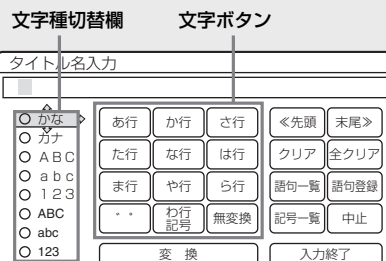 文字種切替欄 文字ボタン
タイトル名入力
かな あ行 か行 さ行 ≪先頭 末尾≫
カナ
ＡＢＣ た行 な行 は行 クリア 全クリア
ａｂｃ
１２３ ま行 や行 ら行 語句一覧 語句登録
ABC ゛゜ わ行 記号 無変換 記号一覧 中止
abc
123 変 換 入力終了